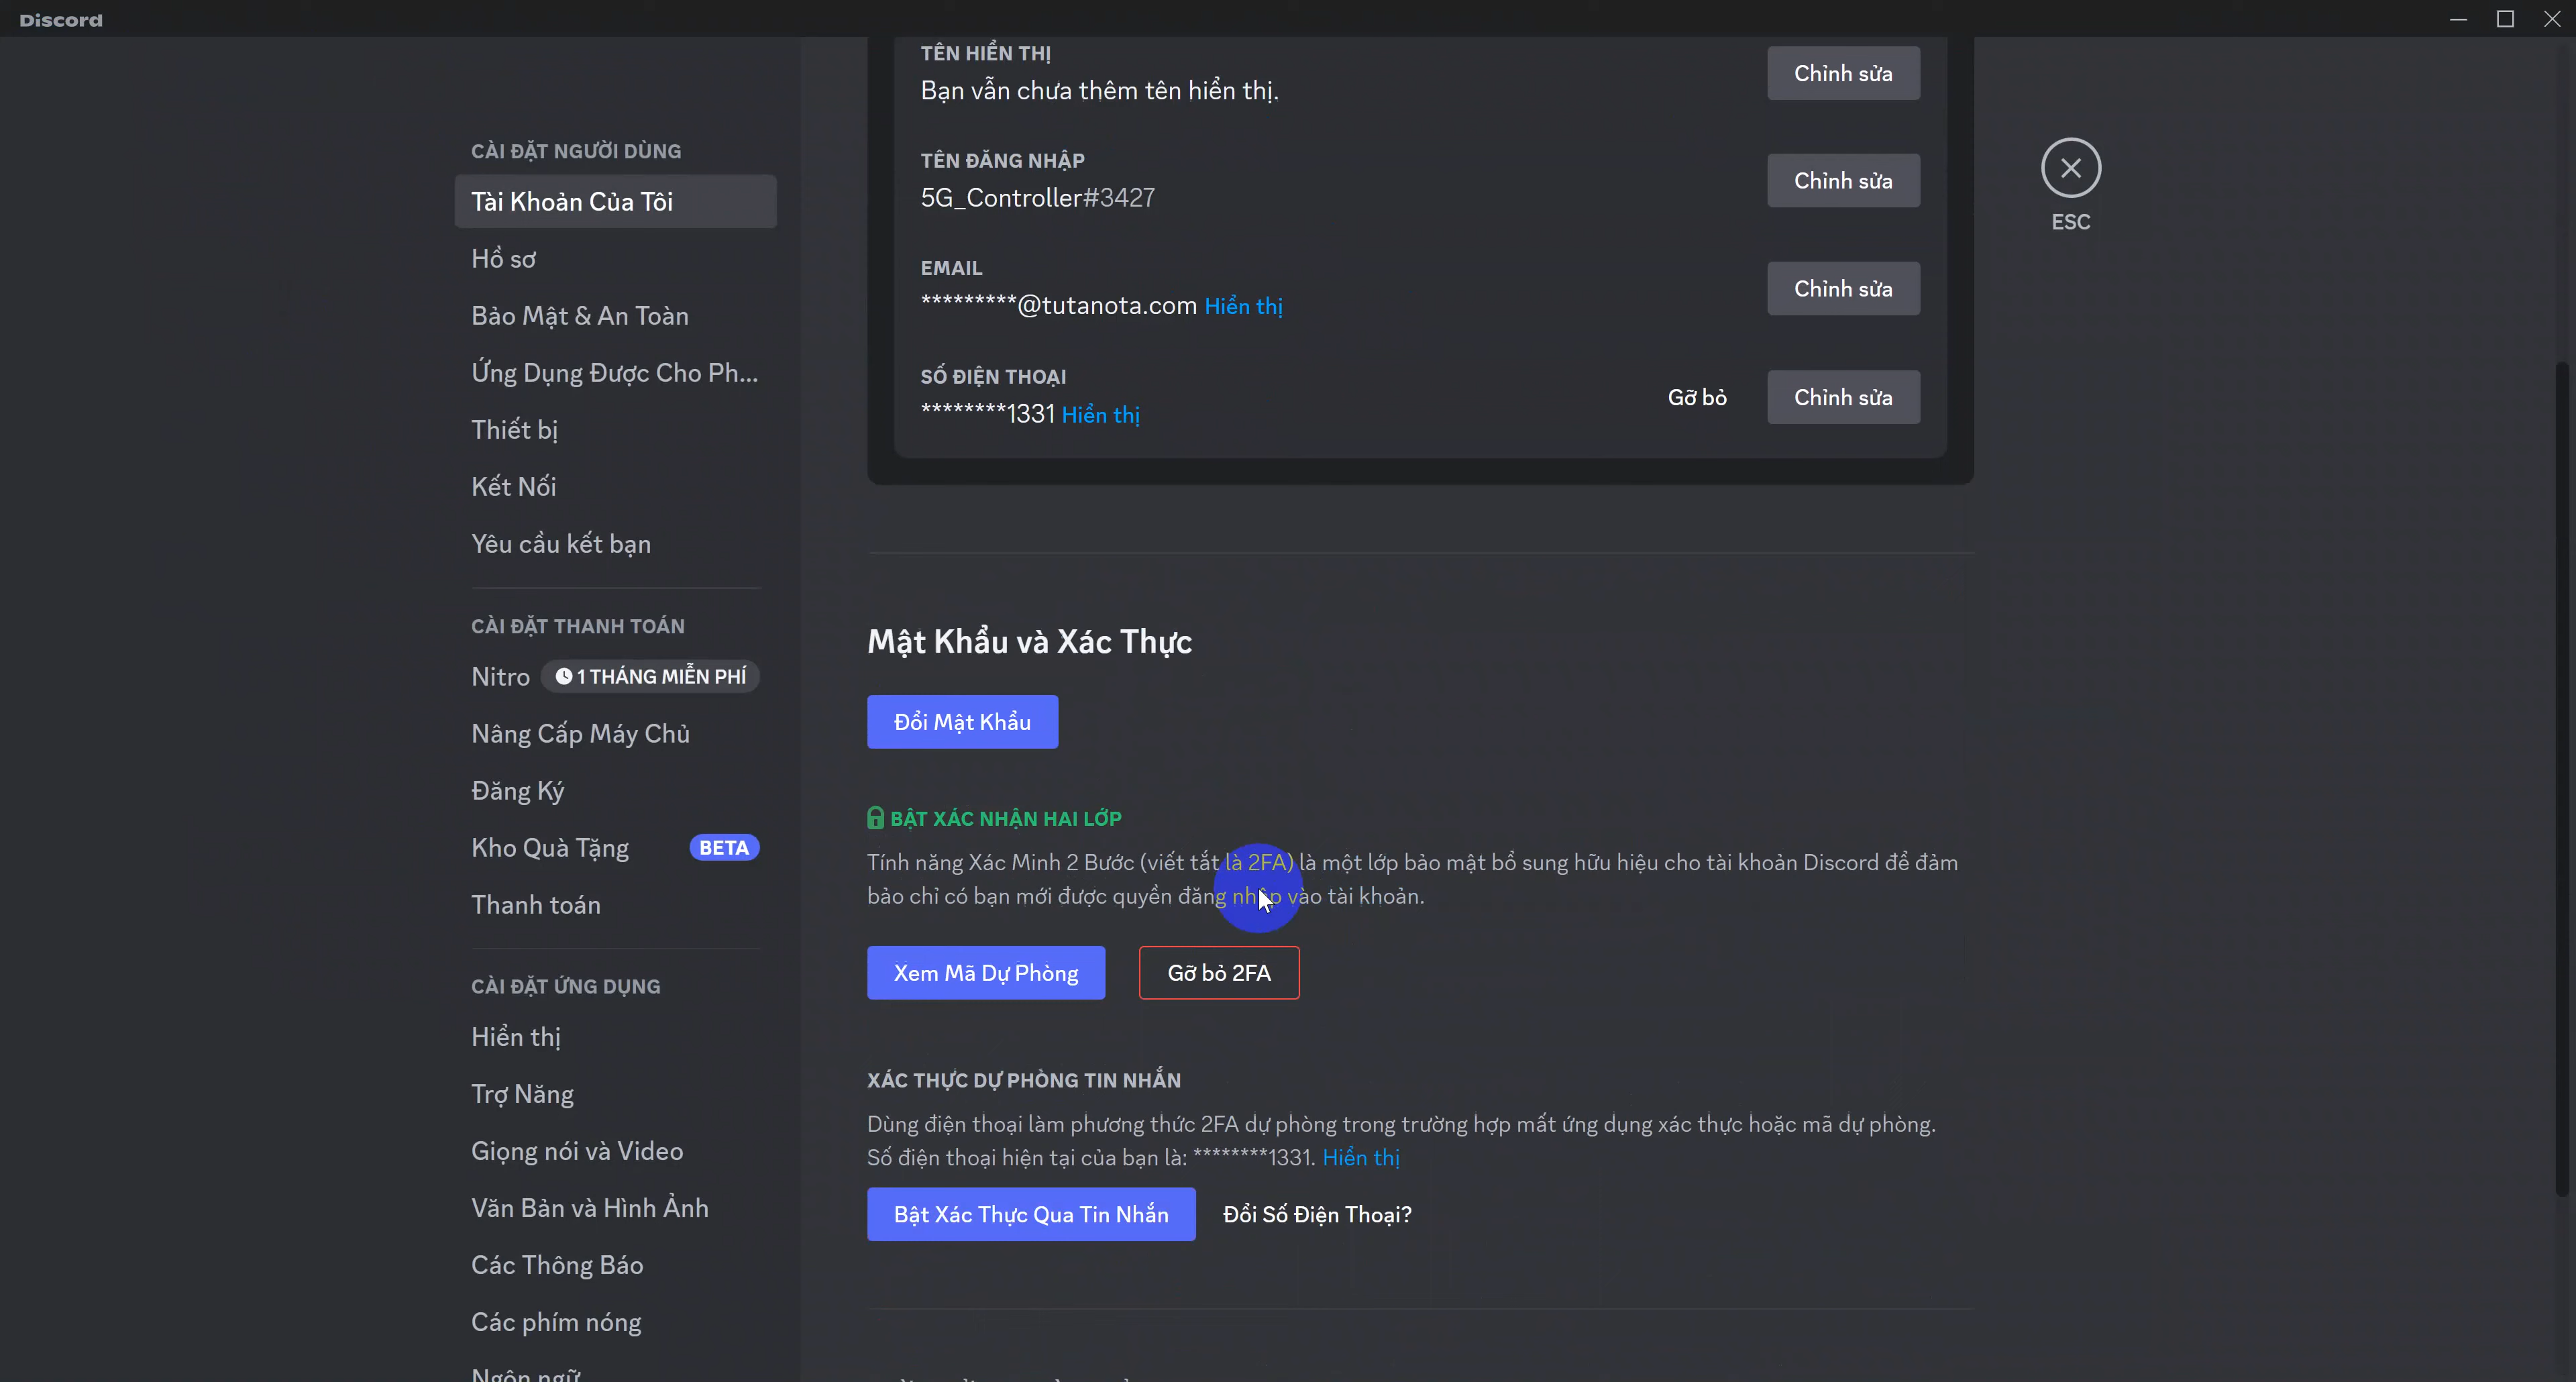 Discord
CÀI ĐẶT NGƯỜI DÙNG
Tài Khoản Của Tôi
Hồ sơ
Bảo Mật & An Toàn
Ứng Dụng Được Cho Ph...
Thiết bị
Kết Nối
Yêu cầu kết bạn
CÀI ĐẶT THANH TOÁN
Nitro 1 THÁNG MIỄN PHÍ
Nâng Cấp Máy Chủ
Đăng Ký
Kho Quà Tặng BETA
Thanh toán
CÀI ĐẶT ỨNG DỤNG
Hiển thị
Trợ Năng
Giọng nói và Video
Văn Bản và Hình Ảnh
Các Thông Báo
Các phím nóng
Ngôn ngữ
TÊN HIỂN THỊ
Bạn vẫn chưa thêm tên hiển thị.
Chỉnh sửa
TÊN ĐĂNG NHẬP
5G_Controller#3427
Chỉnh sửa
EMAIL
*********@tutanota.com Hiển thị
Chỉnh sửa
SỐ ĐIỆN THOẠI
********1331 Hiển thị
Gỡ bỏ
Chỉnh sửa
ESC
Mật Khẩu và Xác Thực
Đổi Mật Khẩu
BẬT XÁC NHẬN HAI LỚP
Tính năng Xác Minh 2 Bước (viết tắt là 2FA) là một lớp bảo mật bổ sung hữu hiệu cho tài khoản Discord để đảm
bảo chỉ có bạn mới được quyền đăng nhập vào tài khoản.
Xem Mã Dự Phòng
Gỡ bỏ 2FA
XÁC THỰC DỰ PHÒNG TIN NHẮN
Dùng điện thoại làm phương thức 2FA dự phòng trong trường hợp mất ứng dụng xác thực hoặc mã dự phòng.
Số điện thoại hiện tại của bạn là: ********1331. Hiển thị
Bật Xác Thực Qua Tin Nhắn
Đổi Số Điện Thoại?